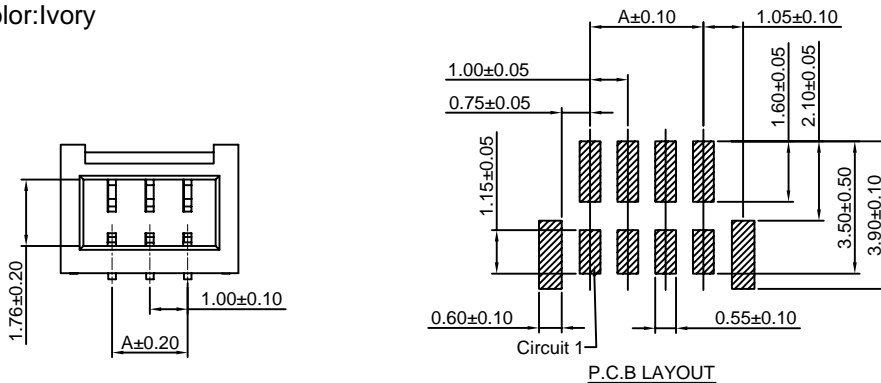 olor:Ivory
1.76±0.20
1.00±0.10
A±0.20
A±0.10
1.05±0.10
1.00±0.05
0.75±0.05
1.60±0.05
2.10±0.05
1.15±0.05
3.50±0.50
3.90±0.10
0.60±0.10
0.55±0.10
Circuit 1
P.C.B LAYOUT